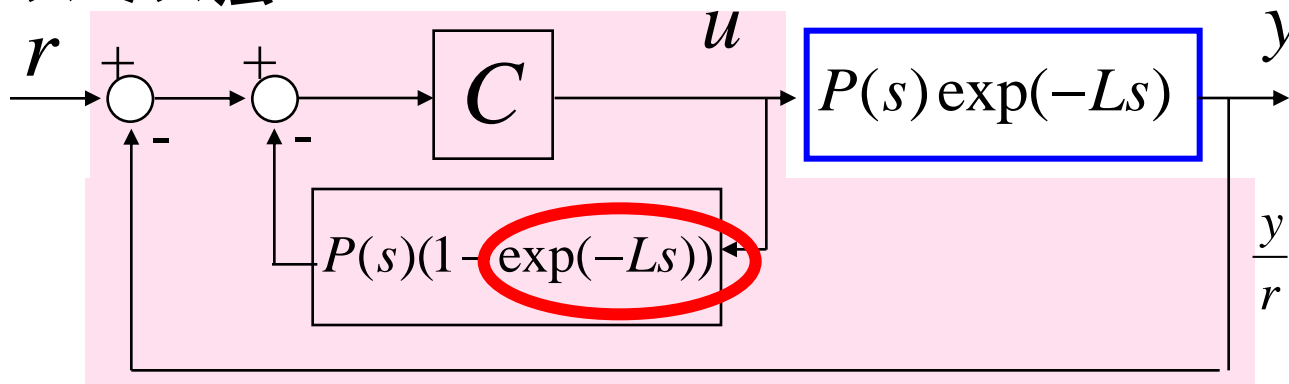 r
+
-
+
-
C
u
P(s) exp(−Ls)
y
P(s)(1 − exp(−Ls))
y
r